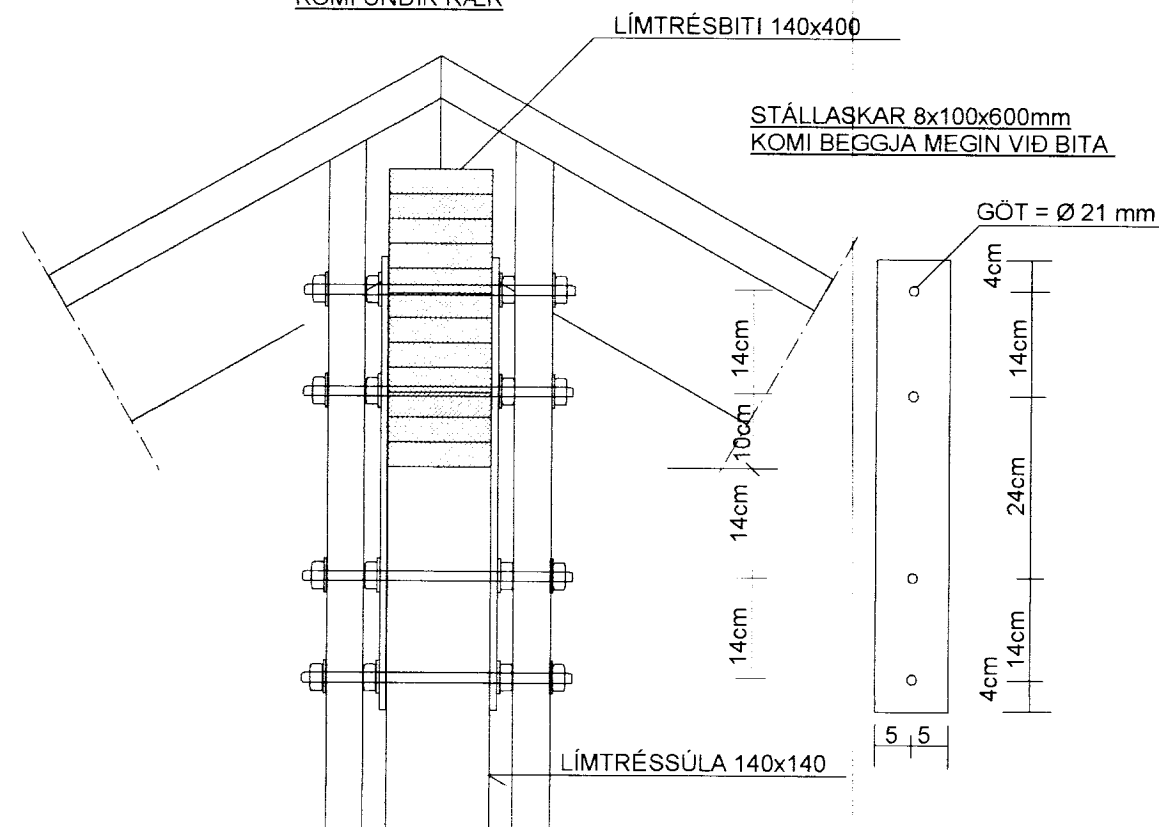 LÍMTRÉSBITI 140x400
STÁLLASKAR 8x100x600mm
KOMI BEGGJA MEGIN VIÐ BITA
GÖT = Ø 21 mm
4cm
14cm
14cm
10cm
24cm
14cm
14cm
14cm
4cm
5 5
LÍMTRÉSSÚLA 140x140